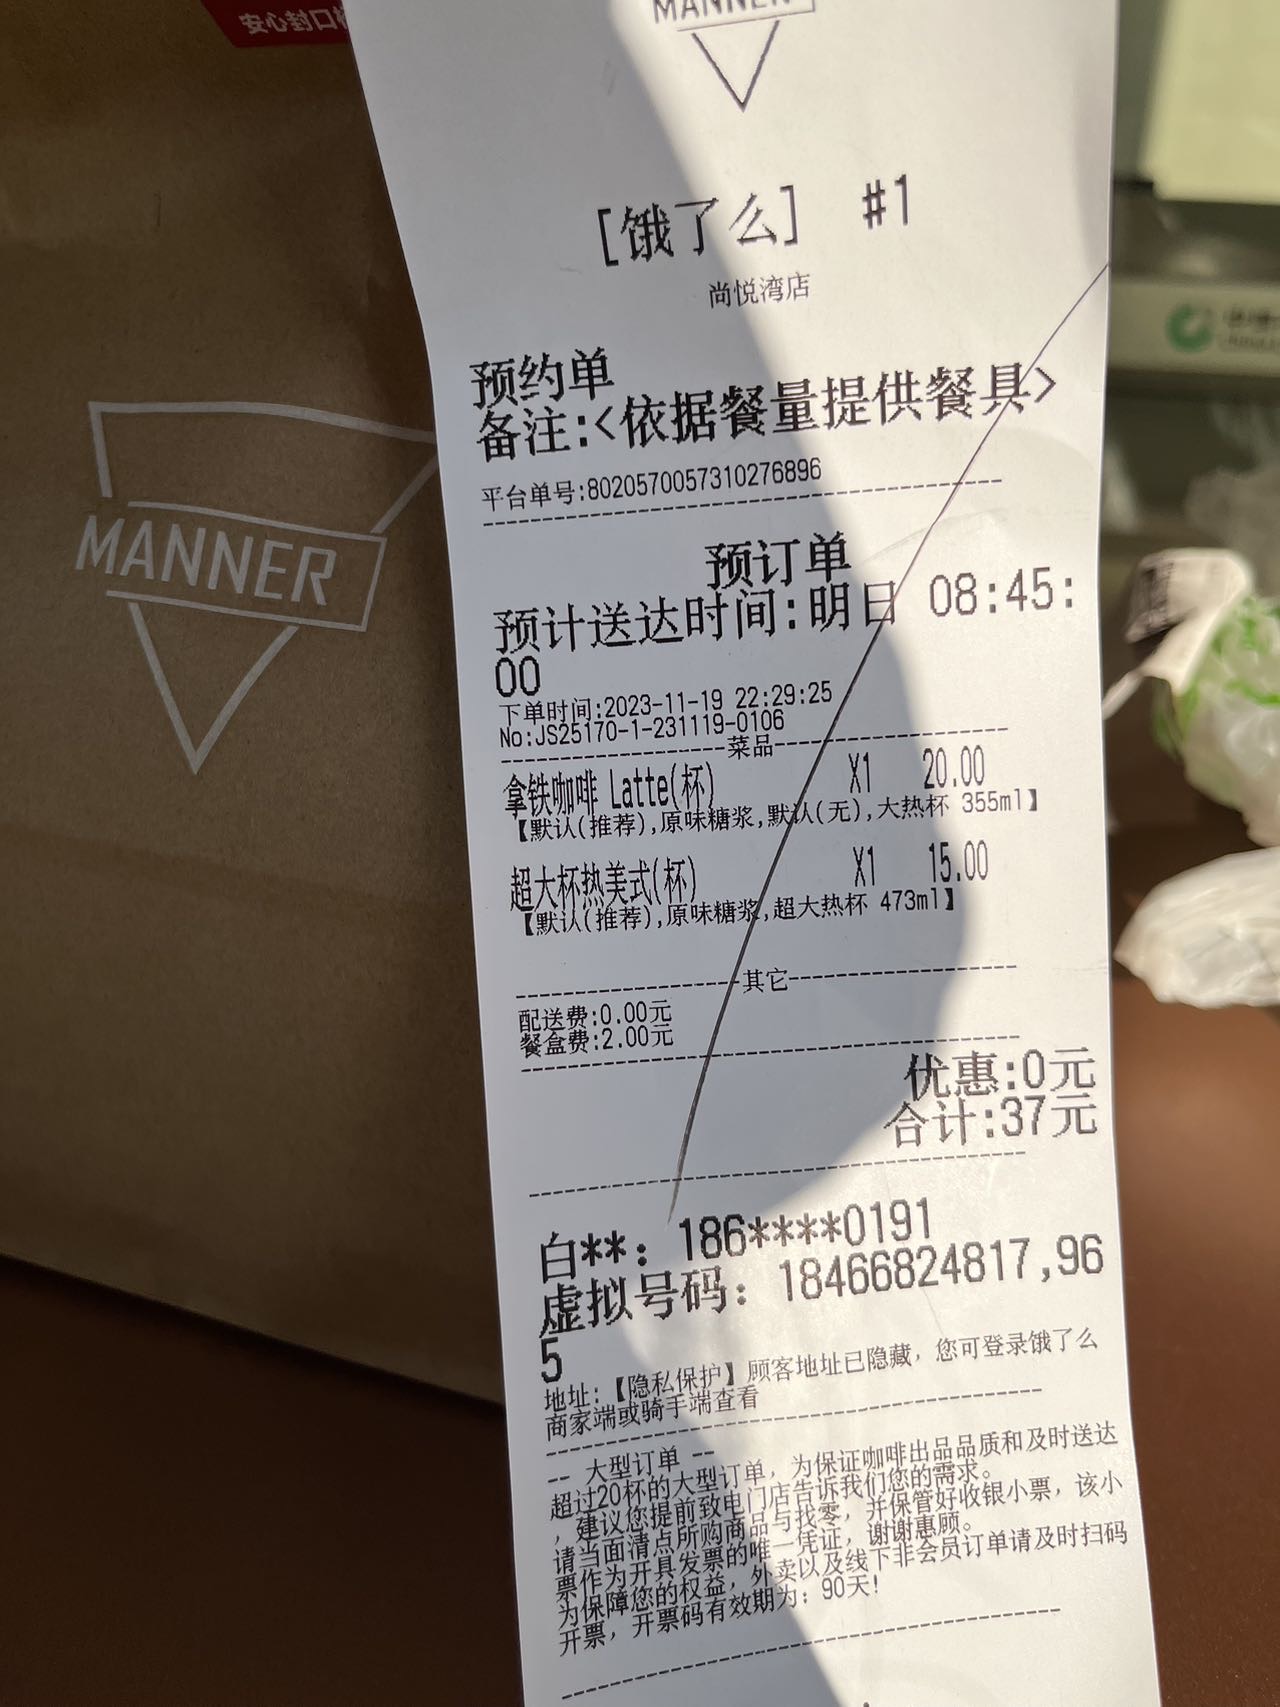 安心封口
MANNER
MANNER
[饿了么] #1
尚悦湾店
预约单
备注:<依据餐量提供餐具>
平台单号:8020570057310276896
预订单
预计送达时间:明日 08:45:
00
下单时间:2023-11-19 22:29:25
No:JS25170-1-231119-0106
菜品
拿铁咖啡 Latte(杯) X1 20.00
【默认(推荐),原味糖浆,默认(无),大热杯 355ml】
超大杯热美式(杯) X1 15.00
【默认(推荐),原味糖浆,超大热杯 473ml】
其它
配送费:0.00元
餐盒费:2.00元
优惠:0元
合计:37元
白**: 186****0191
虚拟号码: 18466824817,96
5
地址:【隐私保护】顾客地址已隐藏, 您可登录饿了么
商家端或骑手端查看
-- 大型订单 --
超过20杯的大型订单, 为保证咖啡出品品质和及时送达
, 建议您提前致电门店告诉我们您的需求。
请当面清点所购商品与找零, 并保管好收银小票, 该小
票作为开具发票的唯一凭证, 谢谢惠顾。
为保障您的权益, 外卖以及线下非会员订单请及时扫码
开票, 开票码有效期为: 90天!